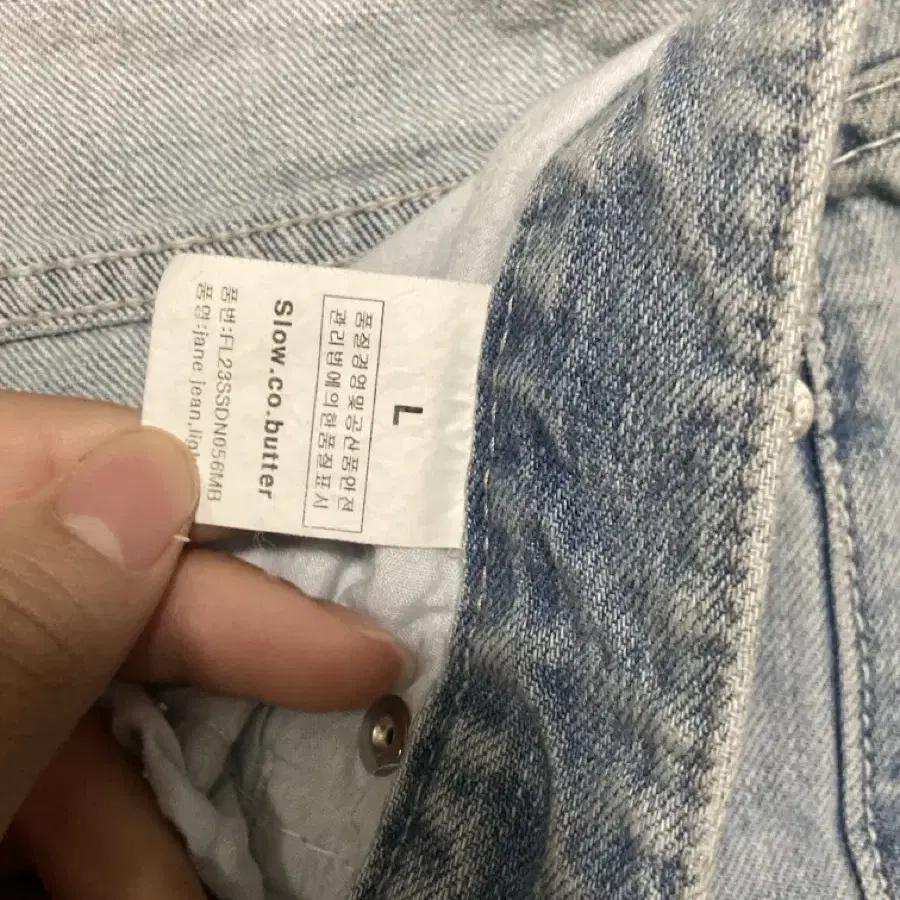 L
품질경영및공산품안전
관리법에의한품질표시
Slow.co.butter
품번:FL23SSDN056MB
품명:jane jean,